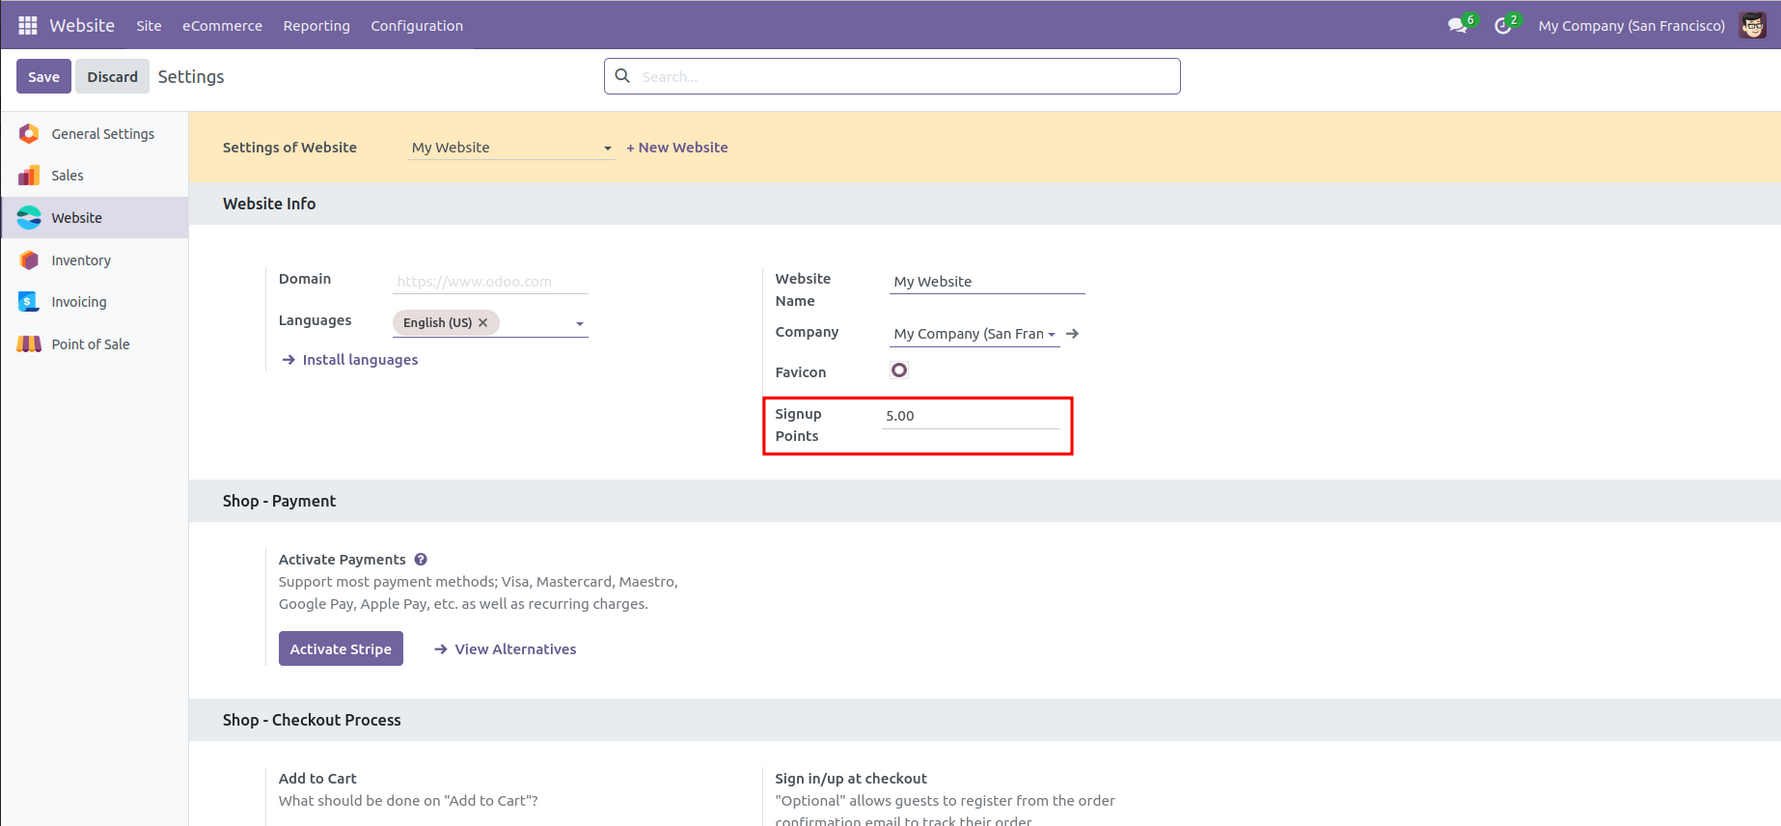 Website Site eCommerce Reporting Configuration 6 2 My Company (San Francisco)
Save Discard Settings Search...
General Settings
Sales
Website
Inventory
Invoicing
Point of Sale
Settings of Website My Website + New Website
Website Info
Domain https://www.odoo.com
Languages English (US) ✕
→ Install languages
Website
Name My Website
Company My Company (San Fran →
Favicon
Signup
Points 5.00
Shop - Payment
Activate Payments ?
Support most payment methods; Visa, Mastercard, Maestro,
Google Pay, Apple Pay, etc. as well as recurring charges.
Activate Stripe → View Alternatives
Shop - Checkout Process
Add to Cart
What should be done on "Add to Cart"?
Sign in/up at checkout
"Optional" allows guests to register from the order
confirmation email to track their order.